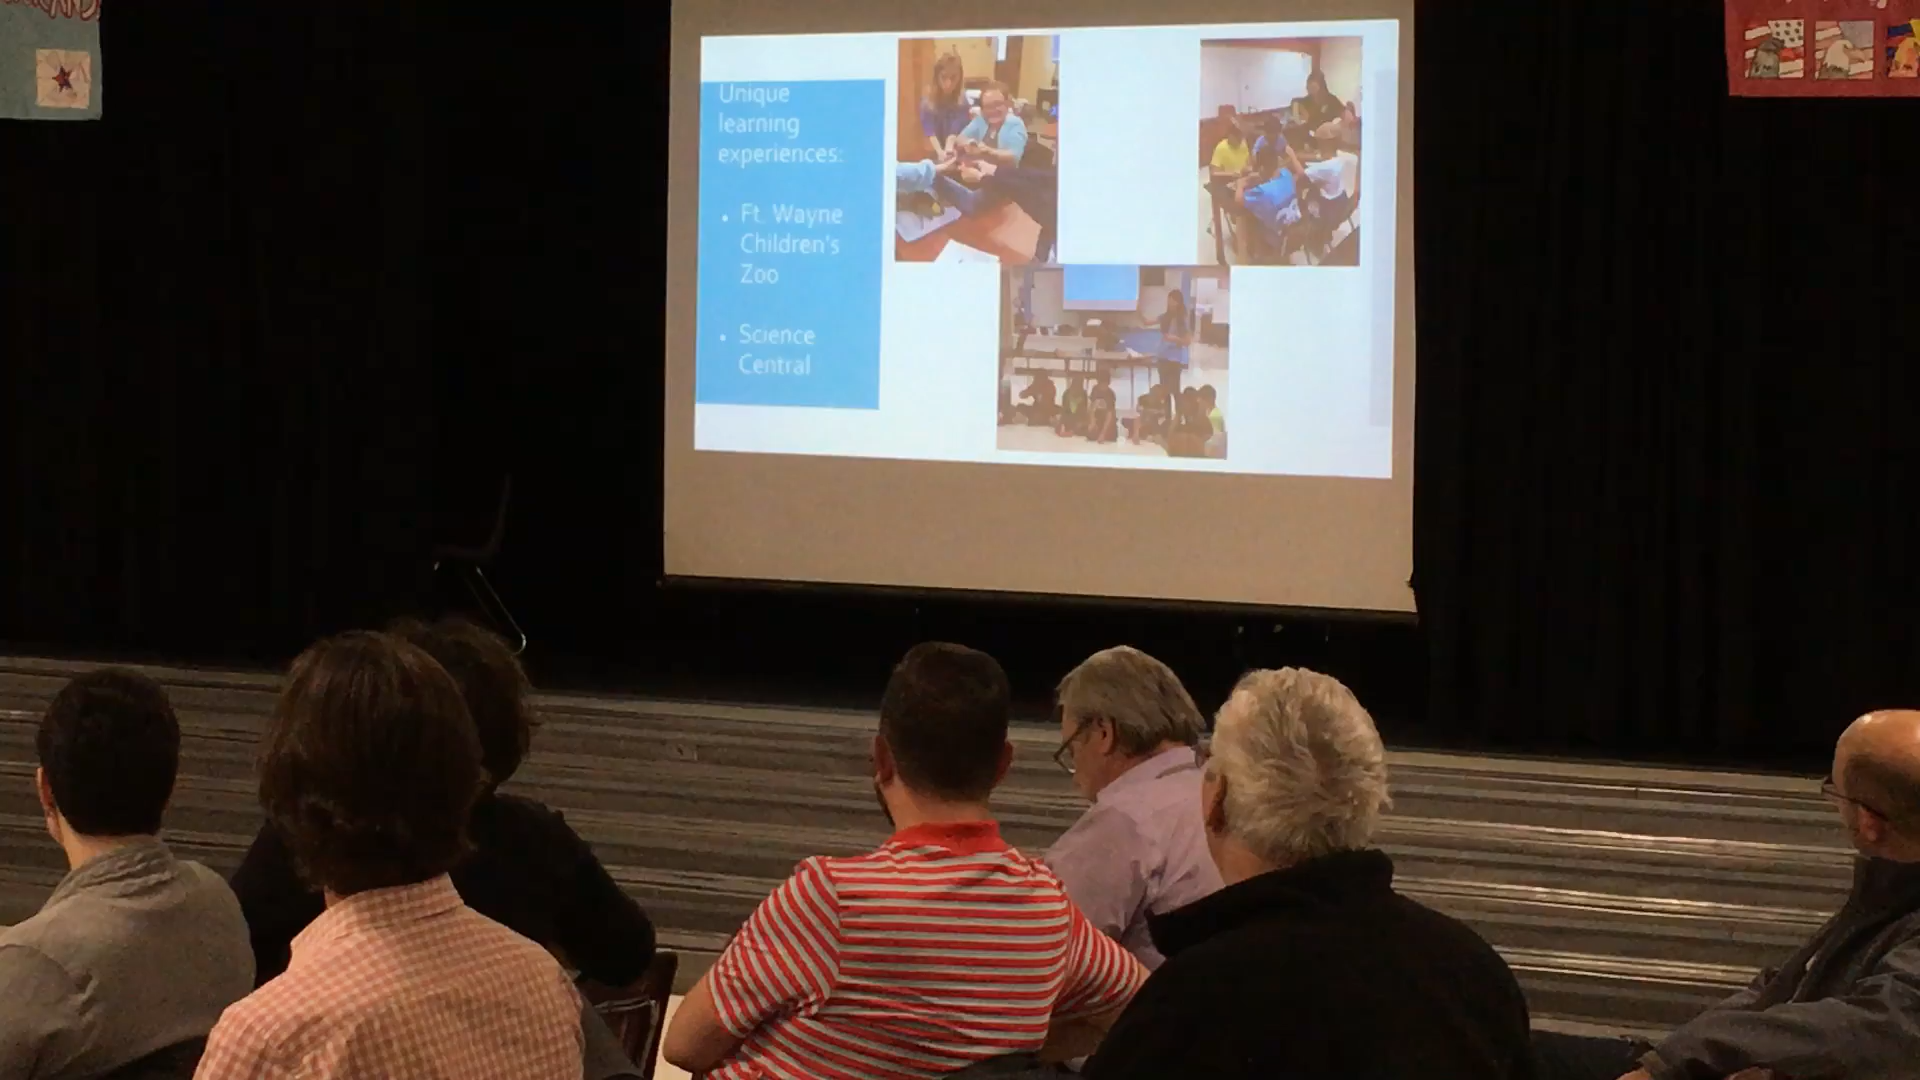 Unique
learning
experiences:
• Ft. Wayne
Children's
Zoo
• Science
Central